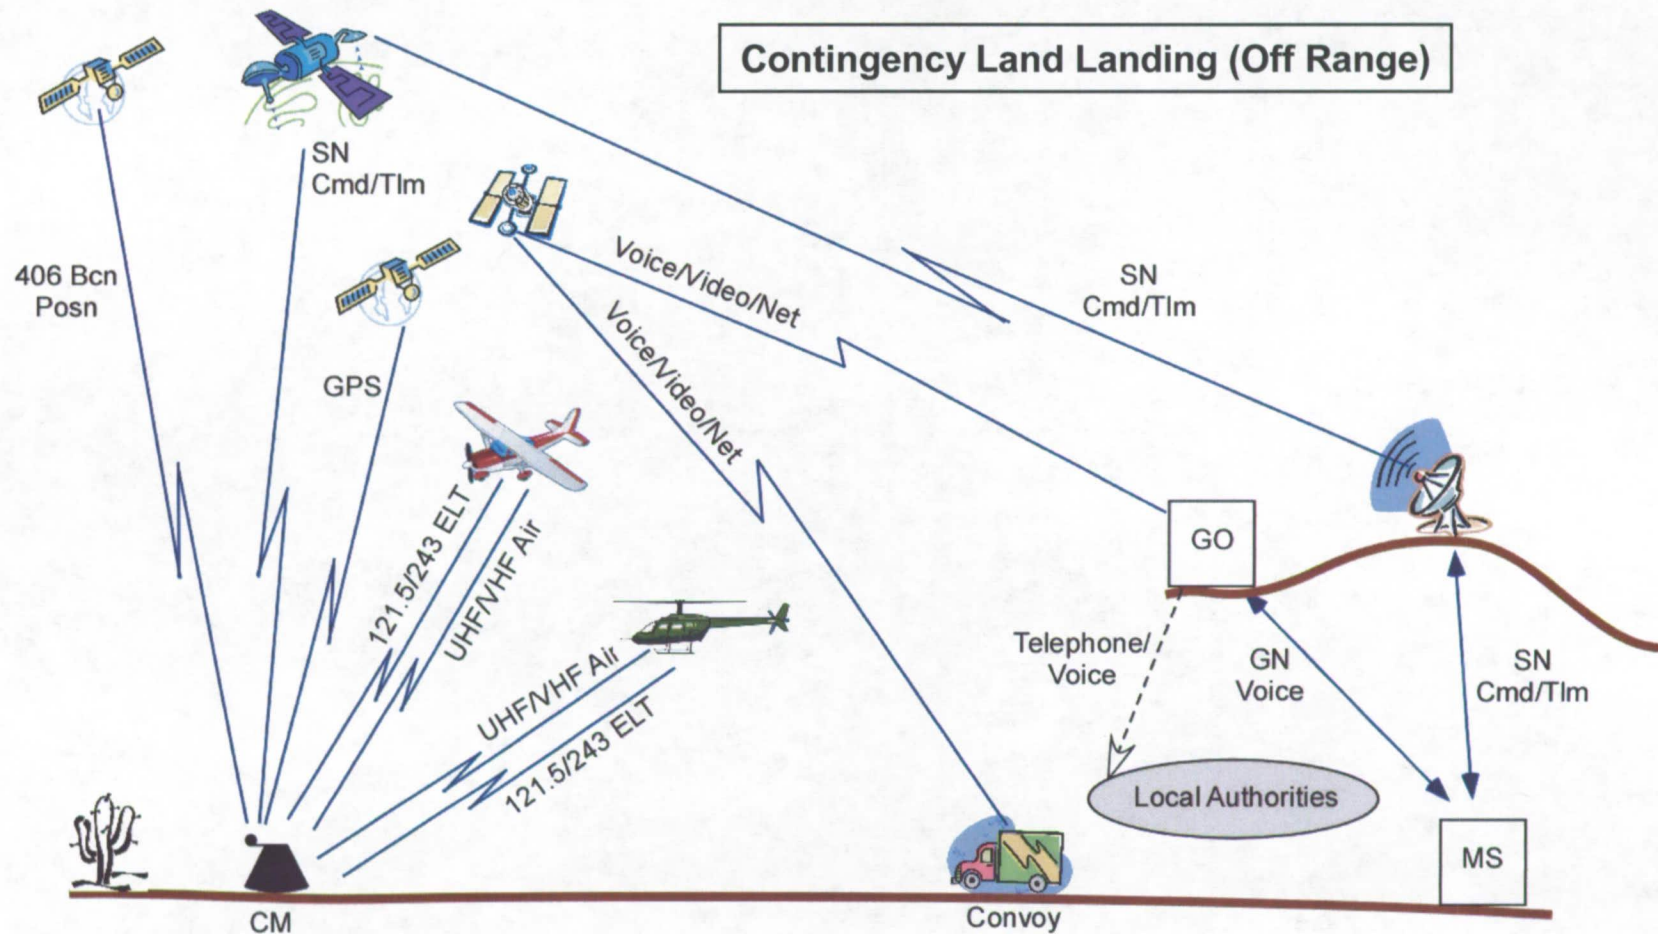 Contingency Land Landing (Off Range)
SN
Cmd/Tlm
406 Bcn
Posn
GPS
Voice/Video/Net
Voice/Video/Net
SN
Cmd/Tlm
121.5/243 ELT
UHF/VHF Air
UHF/VHF Air
121.5/243 ELT
GO
Telephone/
Voice
GN
Voice
SN
Cmd/Tlm
Local Authorities
MS
CM
Convoy